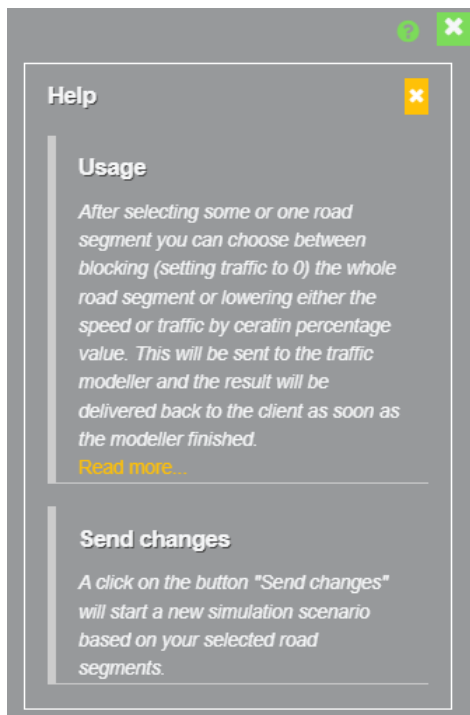 Help
Usage
After selecting some or one road
segment you can choose between
blocking (setting traffic to 0) the whole
road segment or lowering either the
speed or traffic by ceratin percentage
value. This will be sent to the traffic
modeller and the result will be
delivered back to the client as soon as
the modeller finished.
Read more...
Send changes
A click on the button "Send changes"
will start a new simulation scenario
based on your selected road
segments.